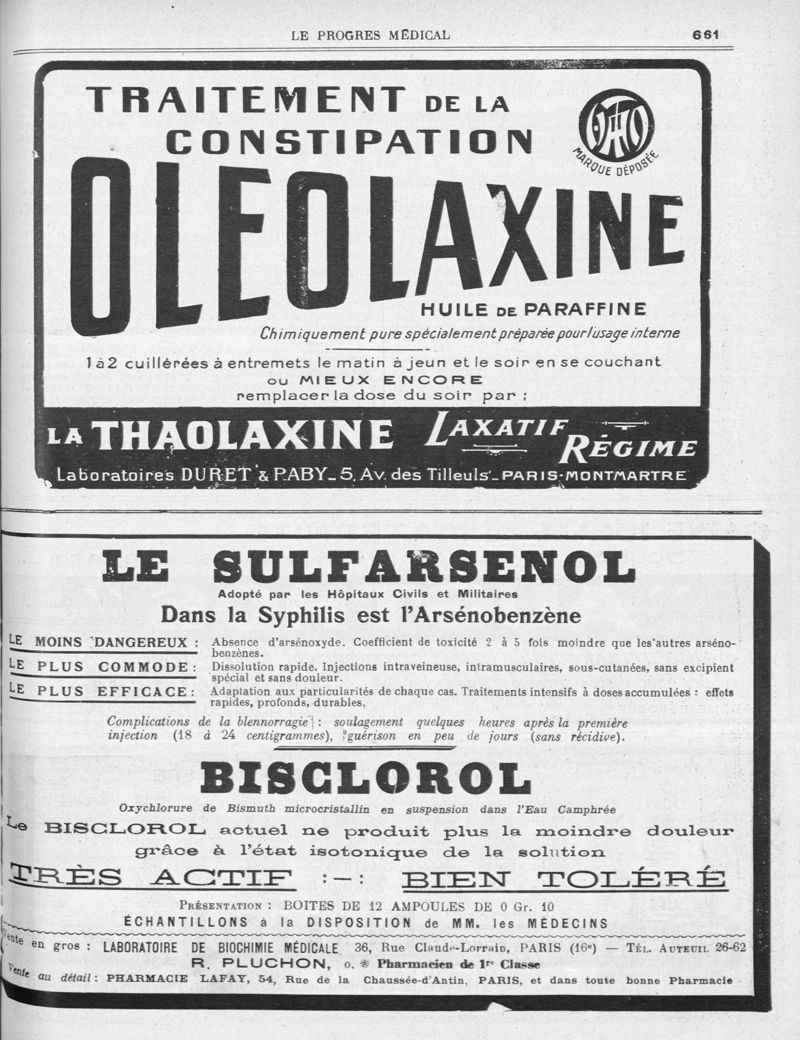 LE PROGRES MÉDICAL 661
TRAITEMENT DE LA
CONSTIPATION
MARQUE DÉPOSÉE
OLEOLAXINE
HUILE DE PARAFFINE
Chimiquement pure spécialement préparée pour l'usage interne
1 à 2 cuillérées à entremets le matin à jeun et le soir en se couchant
OU MIEUX ENCORE
remplacer la dose du soir par :
LA THAOLAXINE LAXATIF RÉGIME
Laboratoires DURET & PABY_5, Av. des Tilleuls_PARIS-MONTMARTRE
LE SULFARSENOL
Adopté par les Hôpitaux Civils et Militaires
Dans la Syphilis est l'Arsénobenzène
LE MOINS DANGEREUX : Absence d'arsénoxyde. Coefficient de toxicité 2 à 5 fois moindre que les autres arséno-
benzènes.
LE PLUS COMMODE : Dissolution rapide. Injections intraveineuse, intramusculaires, sous-cutanées, sans excipient
spécial et sans douleur.
LE PLUS EFFICACE : Adaptation aux particularités de chaque cas. Traitements intensifs à doses accumulées : effets
rapides, profonds, durables,
Complications de la blennorragie : soulagement quelques heures après la première
injection (18 à 24 centigrammes), guérison en peu de jours (sans récidive).
BISCLOROL
Oxychlorure de Bismuth microcristallin en suspension dans l'Eau Camphrée
Le BISCLOROL actuel ne produit plus la moindre douleur
grâce à l'état isotonique de la solution
TRÈS ACTIF :-: BIEN TOLÉRÉ
PRÉSENTATION : BOITES DE 12 AMPOULES DE 0 Gr. 10
ÉCHANTILLONS à la DISPOSITION de MM. les MÉDECINS
Vente en gros : LABORATOIRE DE BIOCHIMIE MÉDICALE, 36, Rue Claude-Lorrain, PARIS (16e) — TÉL. AUTEUIL 26-62
R. PLUCHON, O. ❋ Pharmacien de 1re Classe
Vente au détail : PHARMACIE LAFAY, 54, Rue de la Chaussée-d'Antin, PARIS, et dans toute bonne Pharmacie